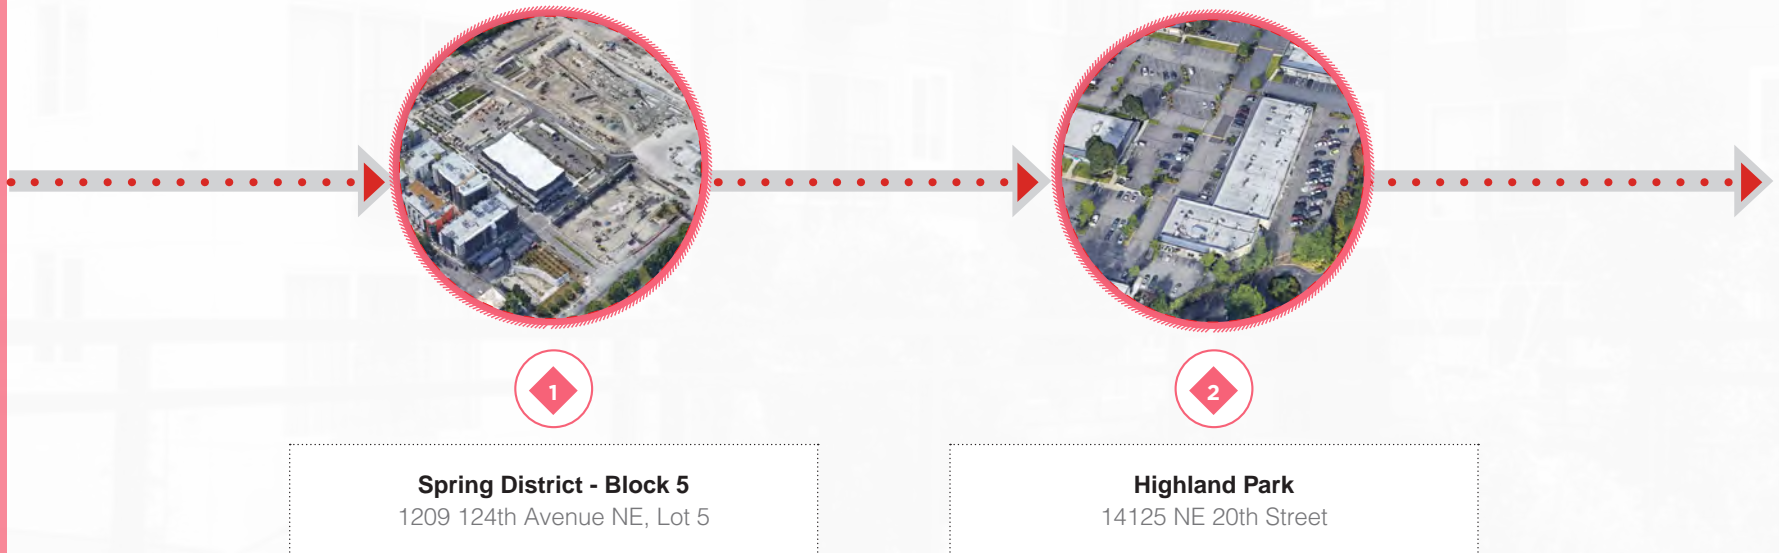 1
2
Spring District - Block 5
1209 124th Avenue NE, Lot 5
Highland Park
14125 NE 20th Street